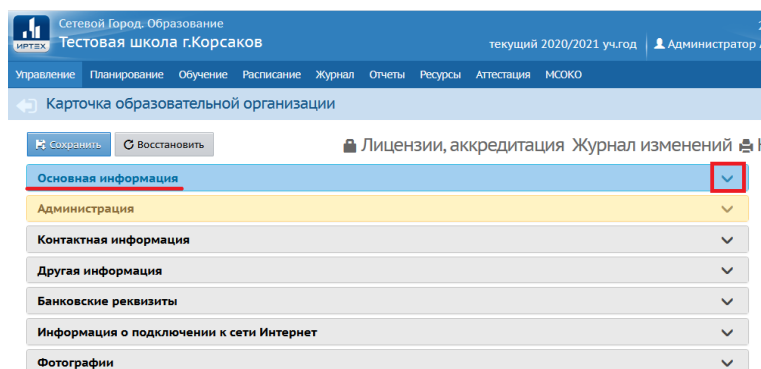 Сетевой Город. Образование
ИРТЕХ
Тестовая школа г.Корсаков
текущий 2020/2021 уч.год
Администратор
Управление Планирование Обучение Расписание Журнал Отчеты Ресурсы Аттестация МСОКО
Карточка образовательной организации
Сохранить Восстановить Лицензии, аккредитация Журнал изменений
Основная информация
Администрация
Контактная информация
Другая информация
Банковские реквизиты
Информация о подключении к сети Интернет
Фотографии